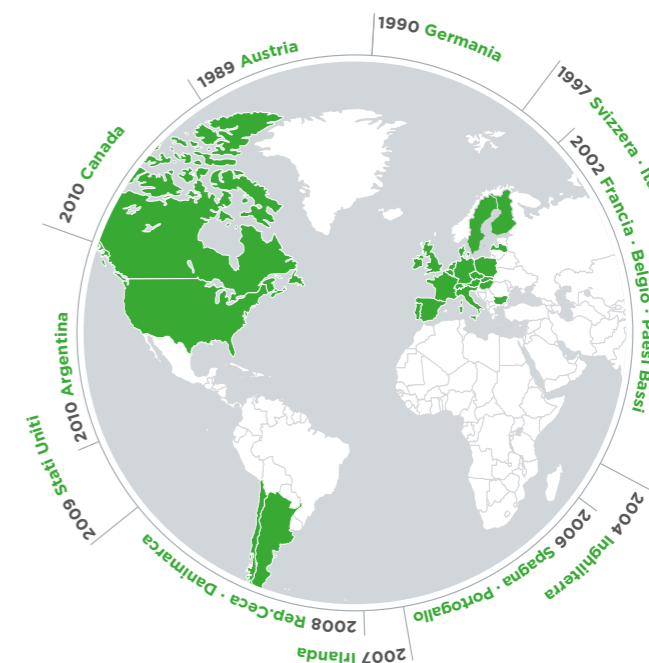 1989 Austria
1990 Germania
1997 Svizzera ·
2002 Francia · Belgio · Paesi Bassi
2004 Inghilterra
2006 Spagna · Portogallo
2007 Irlanda
2008 Rep.Ceca · Danimarca
2009 Stati Uniti
2010 Argentina
2010 Canada